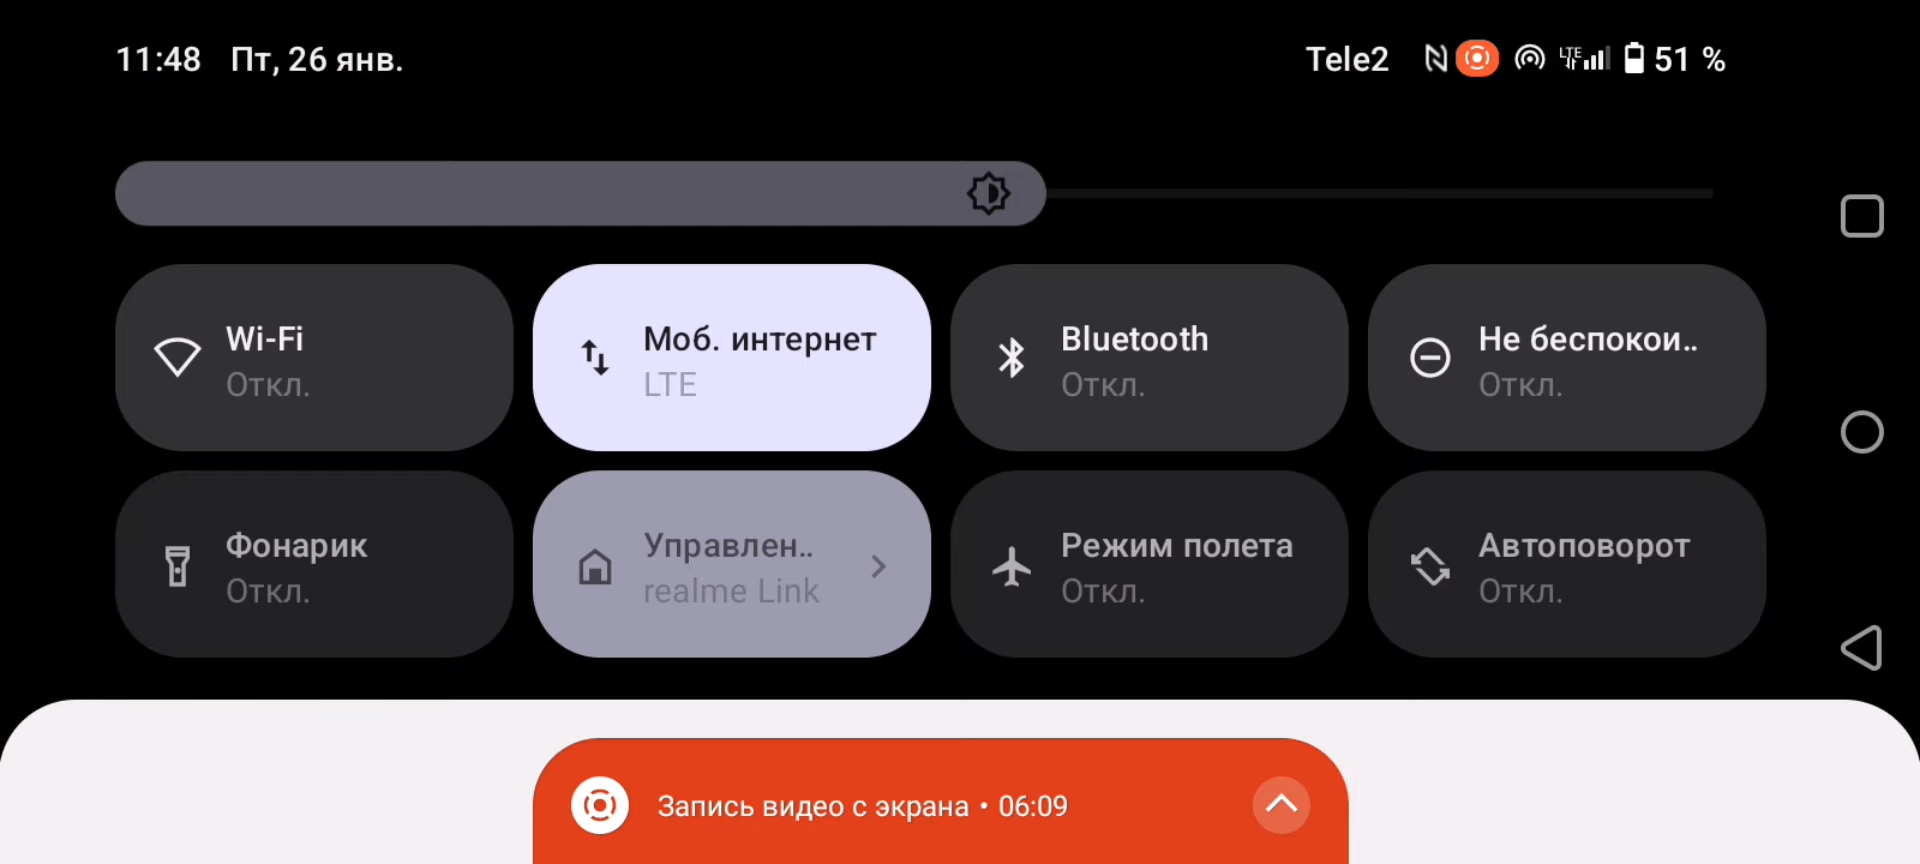 11:48 Пт, 26 янв.
Tele2 LTE 51 %
Wi-Fi
Откл.
Моб. интернет
LTE
Bluetooth
Откл.
Не беспокои..
Откл.
Фонарик
Откл.
Управлен..
realme Link
Режим полета
Откл.
Автоповорот
Откл.
Запись видео с экрана • 06:09